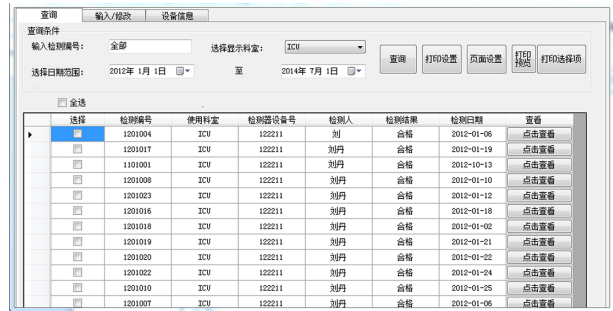 查询 输入/修改 设备信息
查询条件
输入检测编号： 全部 选择显示科室： ICU 查询 打印设置 页面设置 打印预览 打印选择项
选择日期范围： 2012年 1月 1日 至 2014年 7月 1日
全选
选择 检测编号 使用科室 检测器设备号 检测人 检测结果 检测日期 查看
1201004 ICU 122211 刘 合格 2012-01-06 点击查看
1201017 ICU 122211 刘丹 合格 2012-01-19 点击查看
1101001 ICU 122211 刘丹 合格 2012-10-13 点击查看
1201008 ICU 122211 刘丹 合格 2012-01-10 点击查看
1201023 ICU 122211 刘丹 合格 2012-01-12 点击查看
1201016 ICU 122211 刘丹 合格 2012-01-18 点击查看
1201018 ICU 122211 刘丹 合格 2012-01-02 点击查看
1201019 ICU 122211 刘丹 合格 2012-01-21 点击查看
1201020 ICU 122211 刘丹 合格 2012-01-22 点击查看
1201022 ICU 122211 刘丹 合格 2012-01-24 点击查看
1201010 ICU 122211 刘丹 合格 2012-01-25 点击查看
1201007 ICU 122211 刘丹 合格 2012-01-06 点击查看